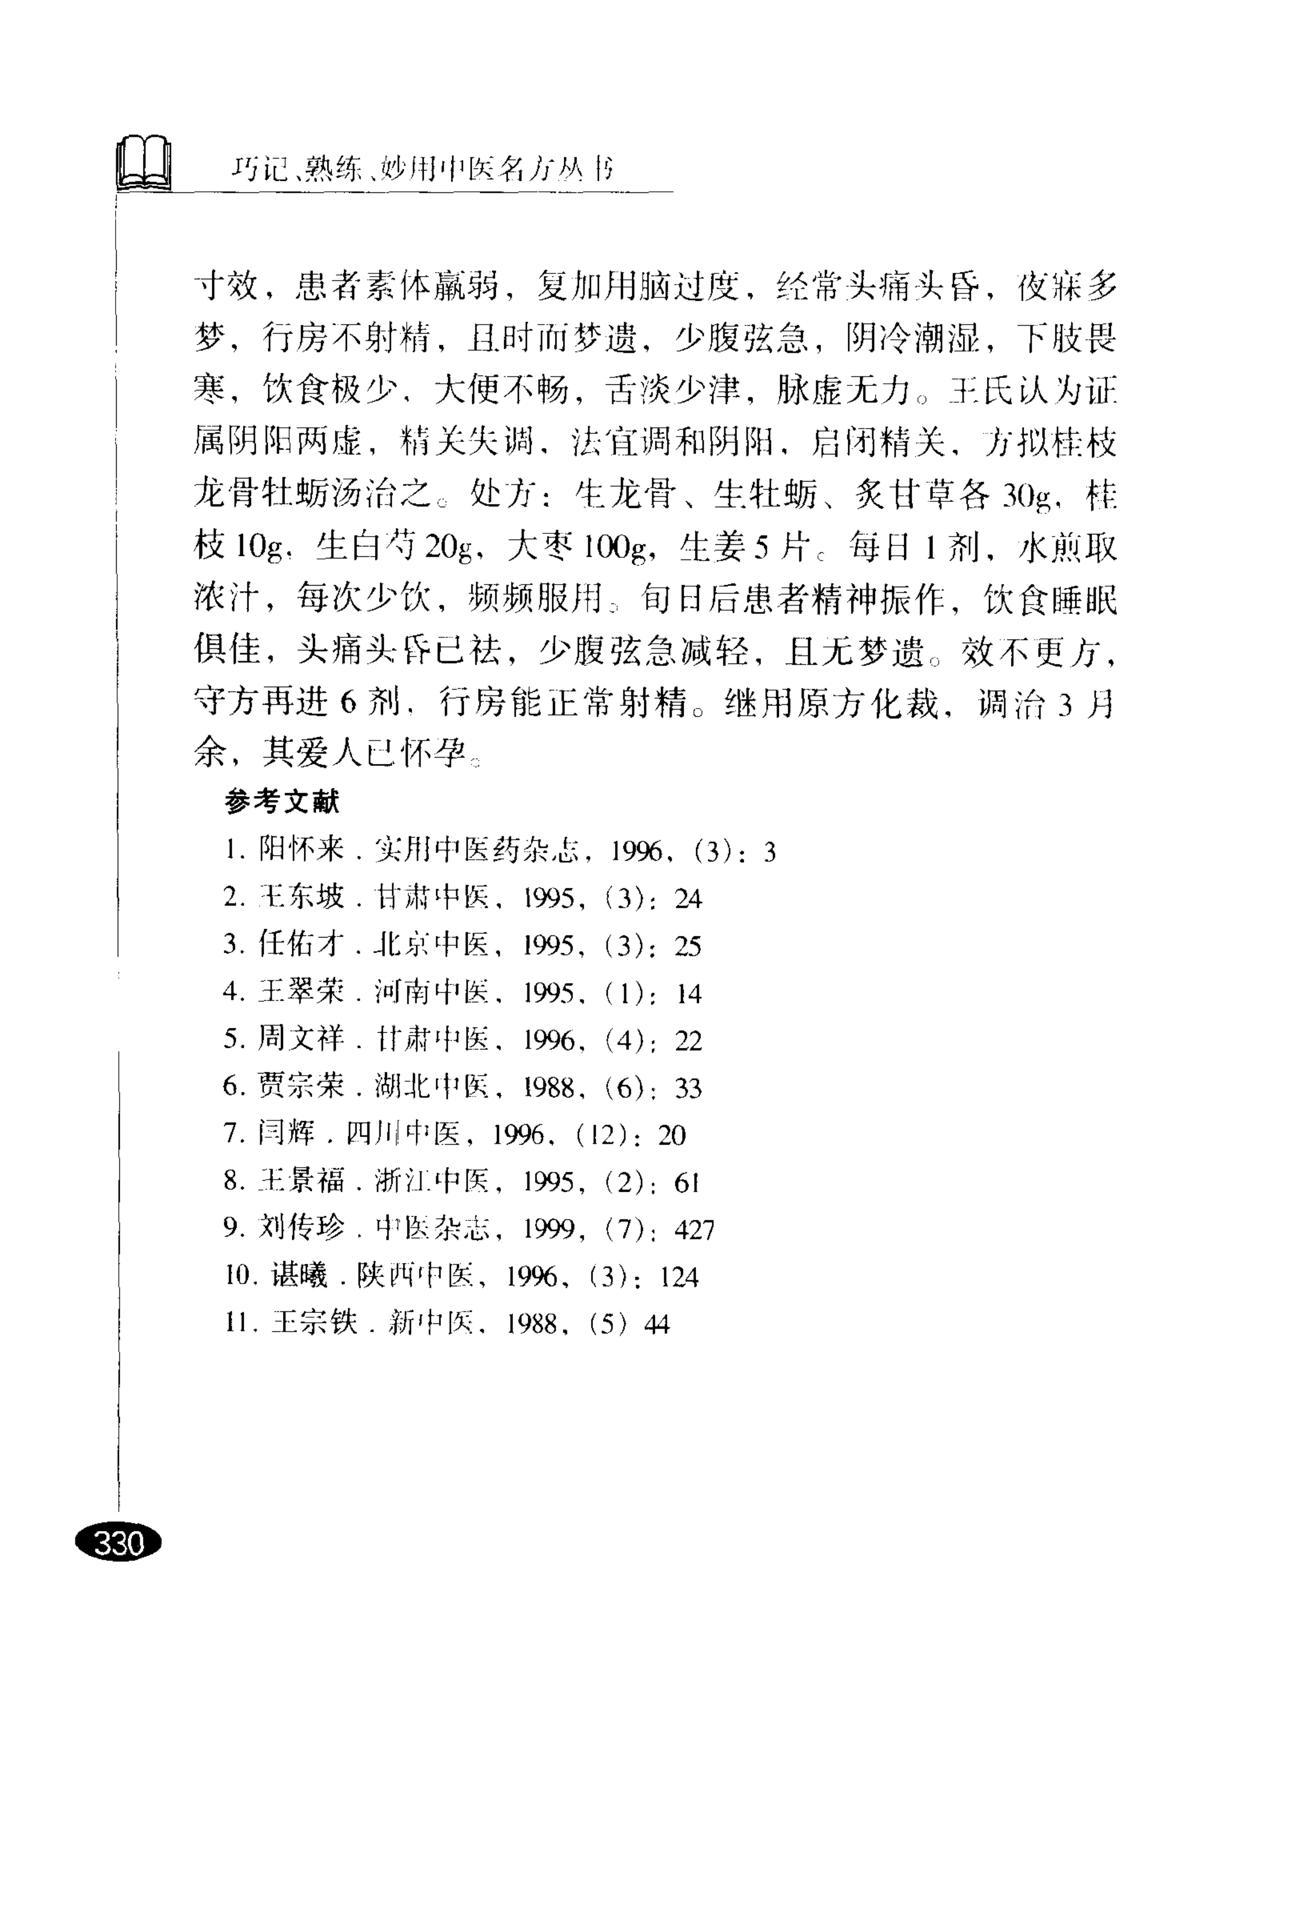 巧记、熟练、妙用中医名方丛书
寸效，患者素体羸弱，复加用脑过度，经常头痛头昏，夜寐多
梦，行房不射精，且时而梦遗，少腹弦急，阴冷潮湿，下肢畏
寒，饮食极少，大便不畅，舌淡少津，脉虚无力。王氏认为证
属阴阳两虚，精关失调，法宜调和阴阳，启闭精关，方拟桂枝
龙骨牡蛎汤治之。处方：生龙骨、生牡蛎、炙甘草各 30g，桂
枝 10g，生白芍 20g，大枣 100g，生姜 5 片。每日 1 剂，水煎取
浓汁，每次少饮，频频服用。旬日后患者精神振作，饮食睡眠
俱佳，头痛头昏已祛，少腹弦急减轻，且无梦遗。效不更方，
守方再进 6 剂，行房能正常射精。继用原方化裁，调治 3 月
余，其爱人已怀孕。
参考文献
1. 阳怀来．实用中医药杂志，1996，(3)：3
2. 王东坡．甘肃中医，1995，(3)：24
3. 任佑才．北京中医，1995，(3)：25
4. 王翠荣．河南中医，1995，(1)：14
5. 周文祥．甘肃中医，1996，(4)：22
6. 贾宗荣．湖北中医，1988，(6)：33
7. 闫辉．四川中医，1996，(12)：20
8. 王景福．浙江中医，1995，(2)：61
9. 刘传珍．中医杂志，1999，(7)：427
10. 谌曦．陕西中医，1996，(3)：124
11. 王宗铁．新中医，1988，(5) 44
330